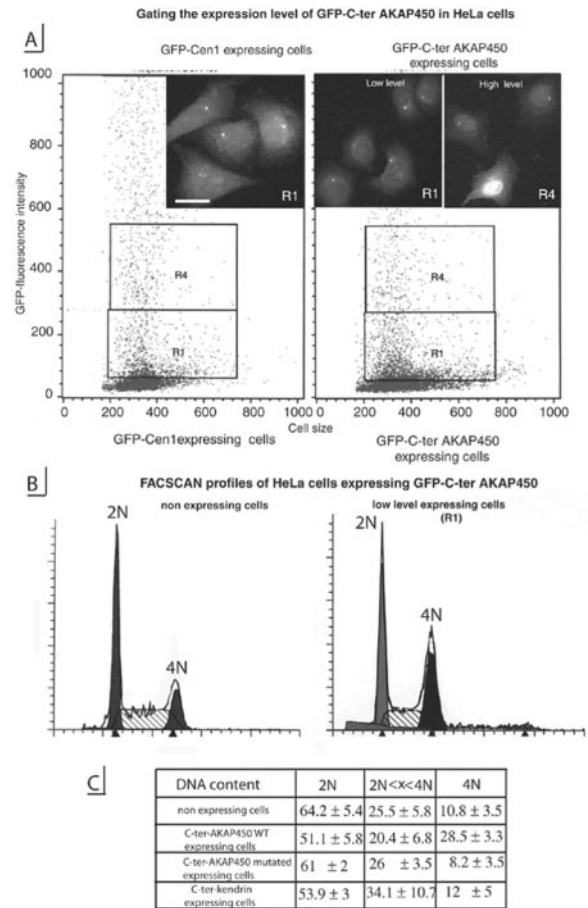 Gating the expression level of GFP-C-ter AKAP450 in HeLa cells
A
GFP-Cen1 expressing cells
GFP-C-ter AKAP450
expressing cells
1000
800
600
400
200
0
GFP-fluorescence intensity
R1
R4
R1
Low level
R1
High level
R4
R4
R1
0 200 400 600 800 1000
200 400 600 800 1000
Cell size
GFP-Cen1expressing cells
GFP-C-ter AKAP450
expressing cells
B
FACSCAN profiles of HeLa cells expressing GFP-C-ter AKAP450
non expressing cells
low level expressing cells
(R1)
2N
4N
2N
4N
C
DNA content 2N 2N<x<4N 4N
non expressing cells 64.2 ± 5.4 25.5 ± 5.8 10.8 ± 3.5
C-ter-AKAP450 WT
expressing cells 51.1 ± 5.8 20.4 ± 6.8 28.5 ± 3.3
C-ter-AKAP450 mutated
expressing cells 61 ± 2 26 ± 3.5 8.2 ± 3.5
C-ter-kendrin
expressing cells 53.9 ± 3 34.1 ± 10.7 12 ± 5